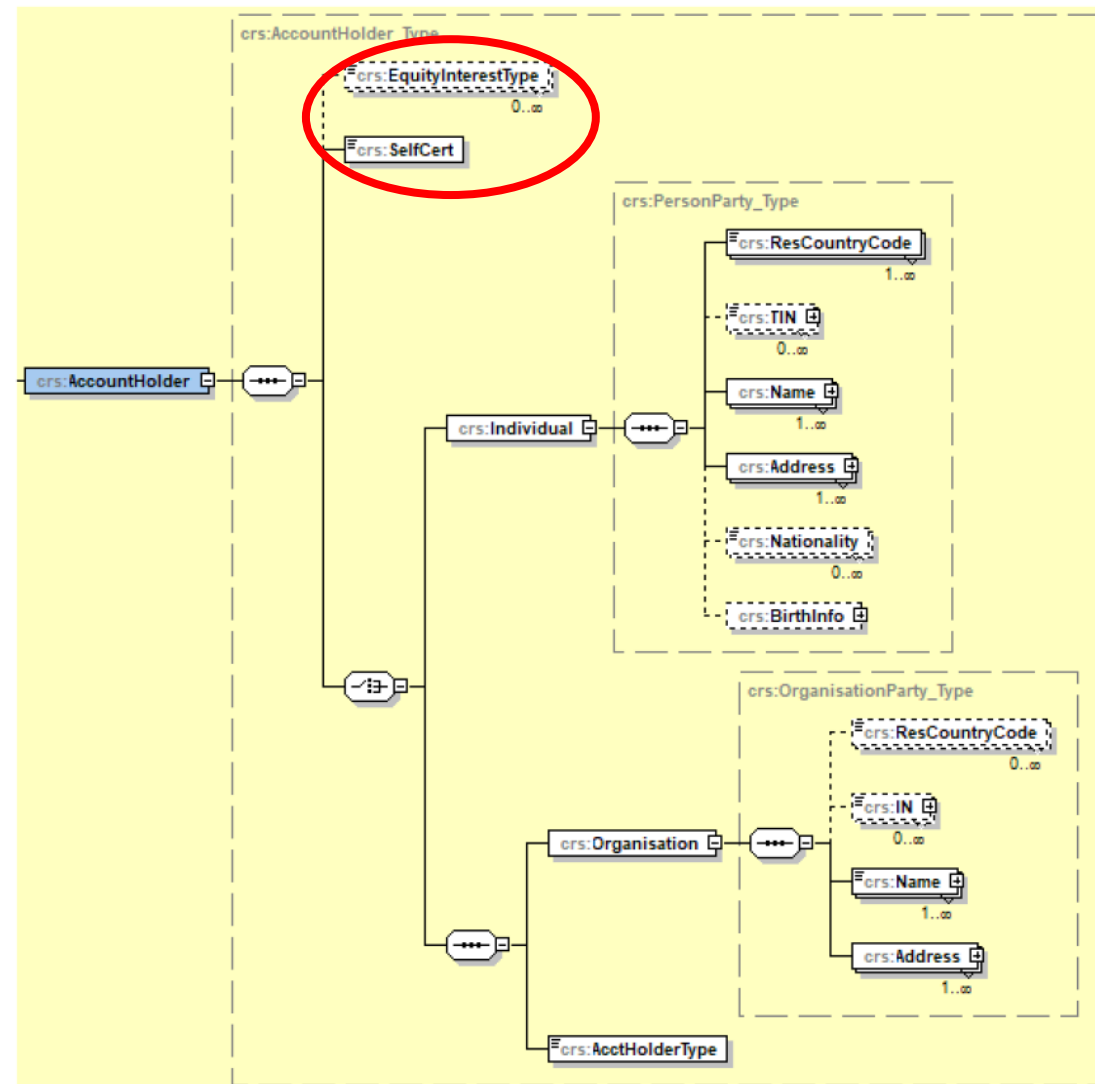 crs:AccountHolder_Type
crs:EquityInterestType
0..∞
crs:SelfCert
crs:PersonParty_Type
crs:ResCountryCode
1..∞
crs:TIN
0..∞
crs:AccountHolder
crs:Name
1..∞
crs:Individual
crs:Address
1..∞
crs:Nationality
0..∞
crs:BirthInfo
crs:OrganisationParty_Type
crs:ResCountryCode
0..∞
crs:IN
0..∞
crs:Organisation
crs:Name
1..∞
crs:Address
1..∞
crs:AcctHolderType